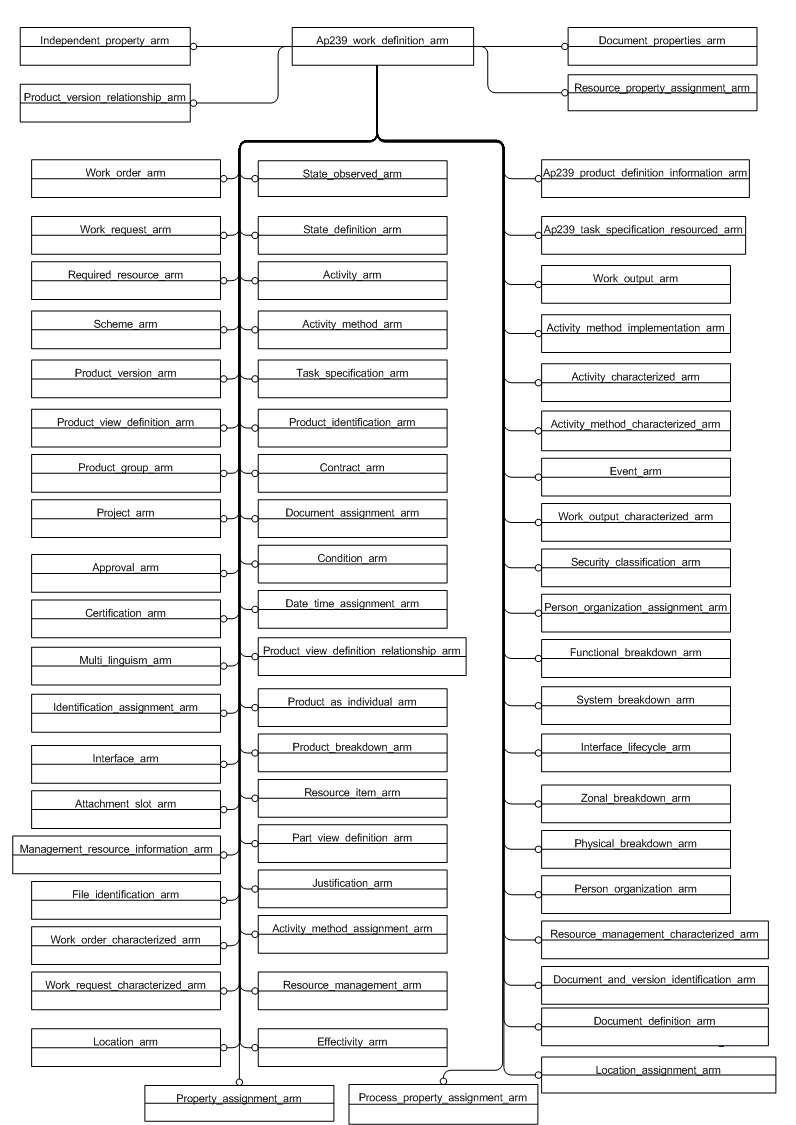 Independent_property_arm
Ap239_work_definition_arm
Document_properties_arm
Product_version_relationship_arm
Resource_property_assignment_arm
Work_order_arm
State_observed_arm
Ap239_product_definition_information_arm
Work_request_arm
State_definition_arm
Ap239_task_specification_resourced_arm
Required_resource_arm
Activity_arm
Work_output_arm
Scheme_arm
Activity_method_arm
Activity_method_implementation_arm
Product_version_arm
Task_specification_arm
Activity_characterized_arm
Product_view_definition_arm
Product_identification_arm
Activity_method_characterized_arm
Product_group_arm
Contract_arm
Event_arm
Project_arm
Document_assignment_arm
Work_output_characterized_arm
Approval_arm
Condition_arm
Security_classification_arm
Certification_arm
Date_time_assignment_arm
Person_organization_assignment_arm
Multi_linguism_arm
Product_view_definition_relationship_arm
Functional_breakdown_arm
Identification_assignment_arm
Product_as_individual_arm
System_breakdown_arm
Interface_arm
Product_breakdown_arm
Interface_lifecycle_arm
Attachment_slot_arm
Resource_item_arm
Zonal_breakdown_arm
Management_resource_information_arm
Part_view_definition_arm
Physical_breakdown_arm
File_identification_arm
Justification_arm
Person_organization_arm
Work_order_characterized_arm
Activity_method_assignment_arm
Resource_management_characterized_arm
Work_request_characterized_arm
Resource_management_arm
Document_and_version_identification_arm
Location_arm
Effectivity_arm
Document_definition_arm
Location_assignment_arm
Property_assignment_arm
Process_property_assignment_arm